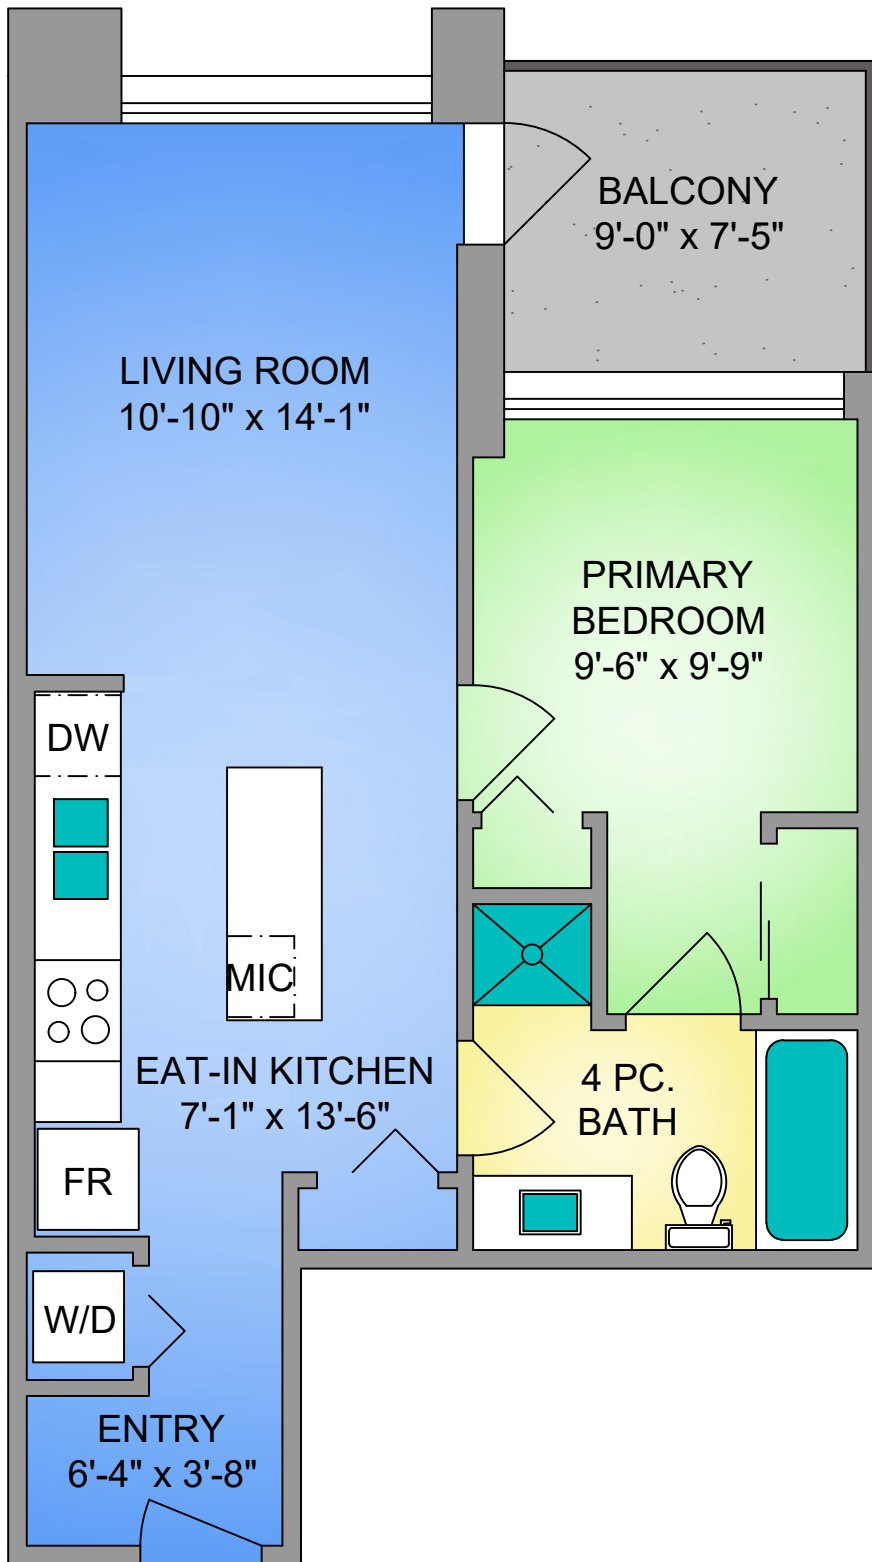 BALCONY
9'-0" x 7'-5"
LIVING ROOM
10'-10" x 14'-1"
PRIMARY
BEDROOM
9'-6" x 9'-9"
DW
MIC
EAT-IN KITCHEN
7'-1" x 13'-6"
4 PC.
BATH
FR
W/D
ENTRY
6'-4" x 3'-8"